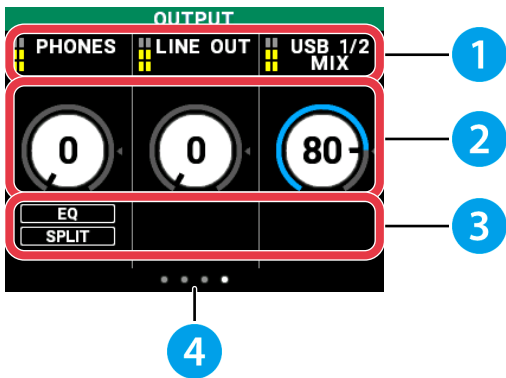 OUTPUT
PHONES
LINE OUT
USB 1/2
MIX
1
0
0
80
2
EQ
SPLIT
3
4